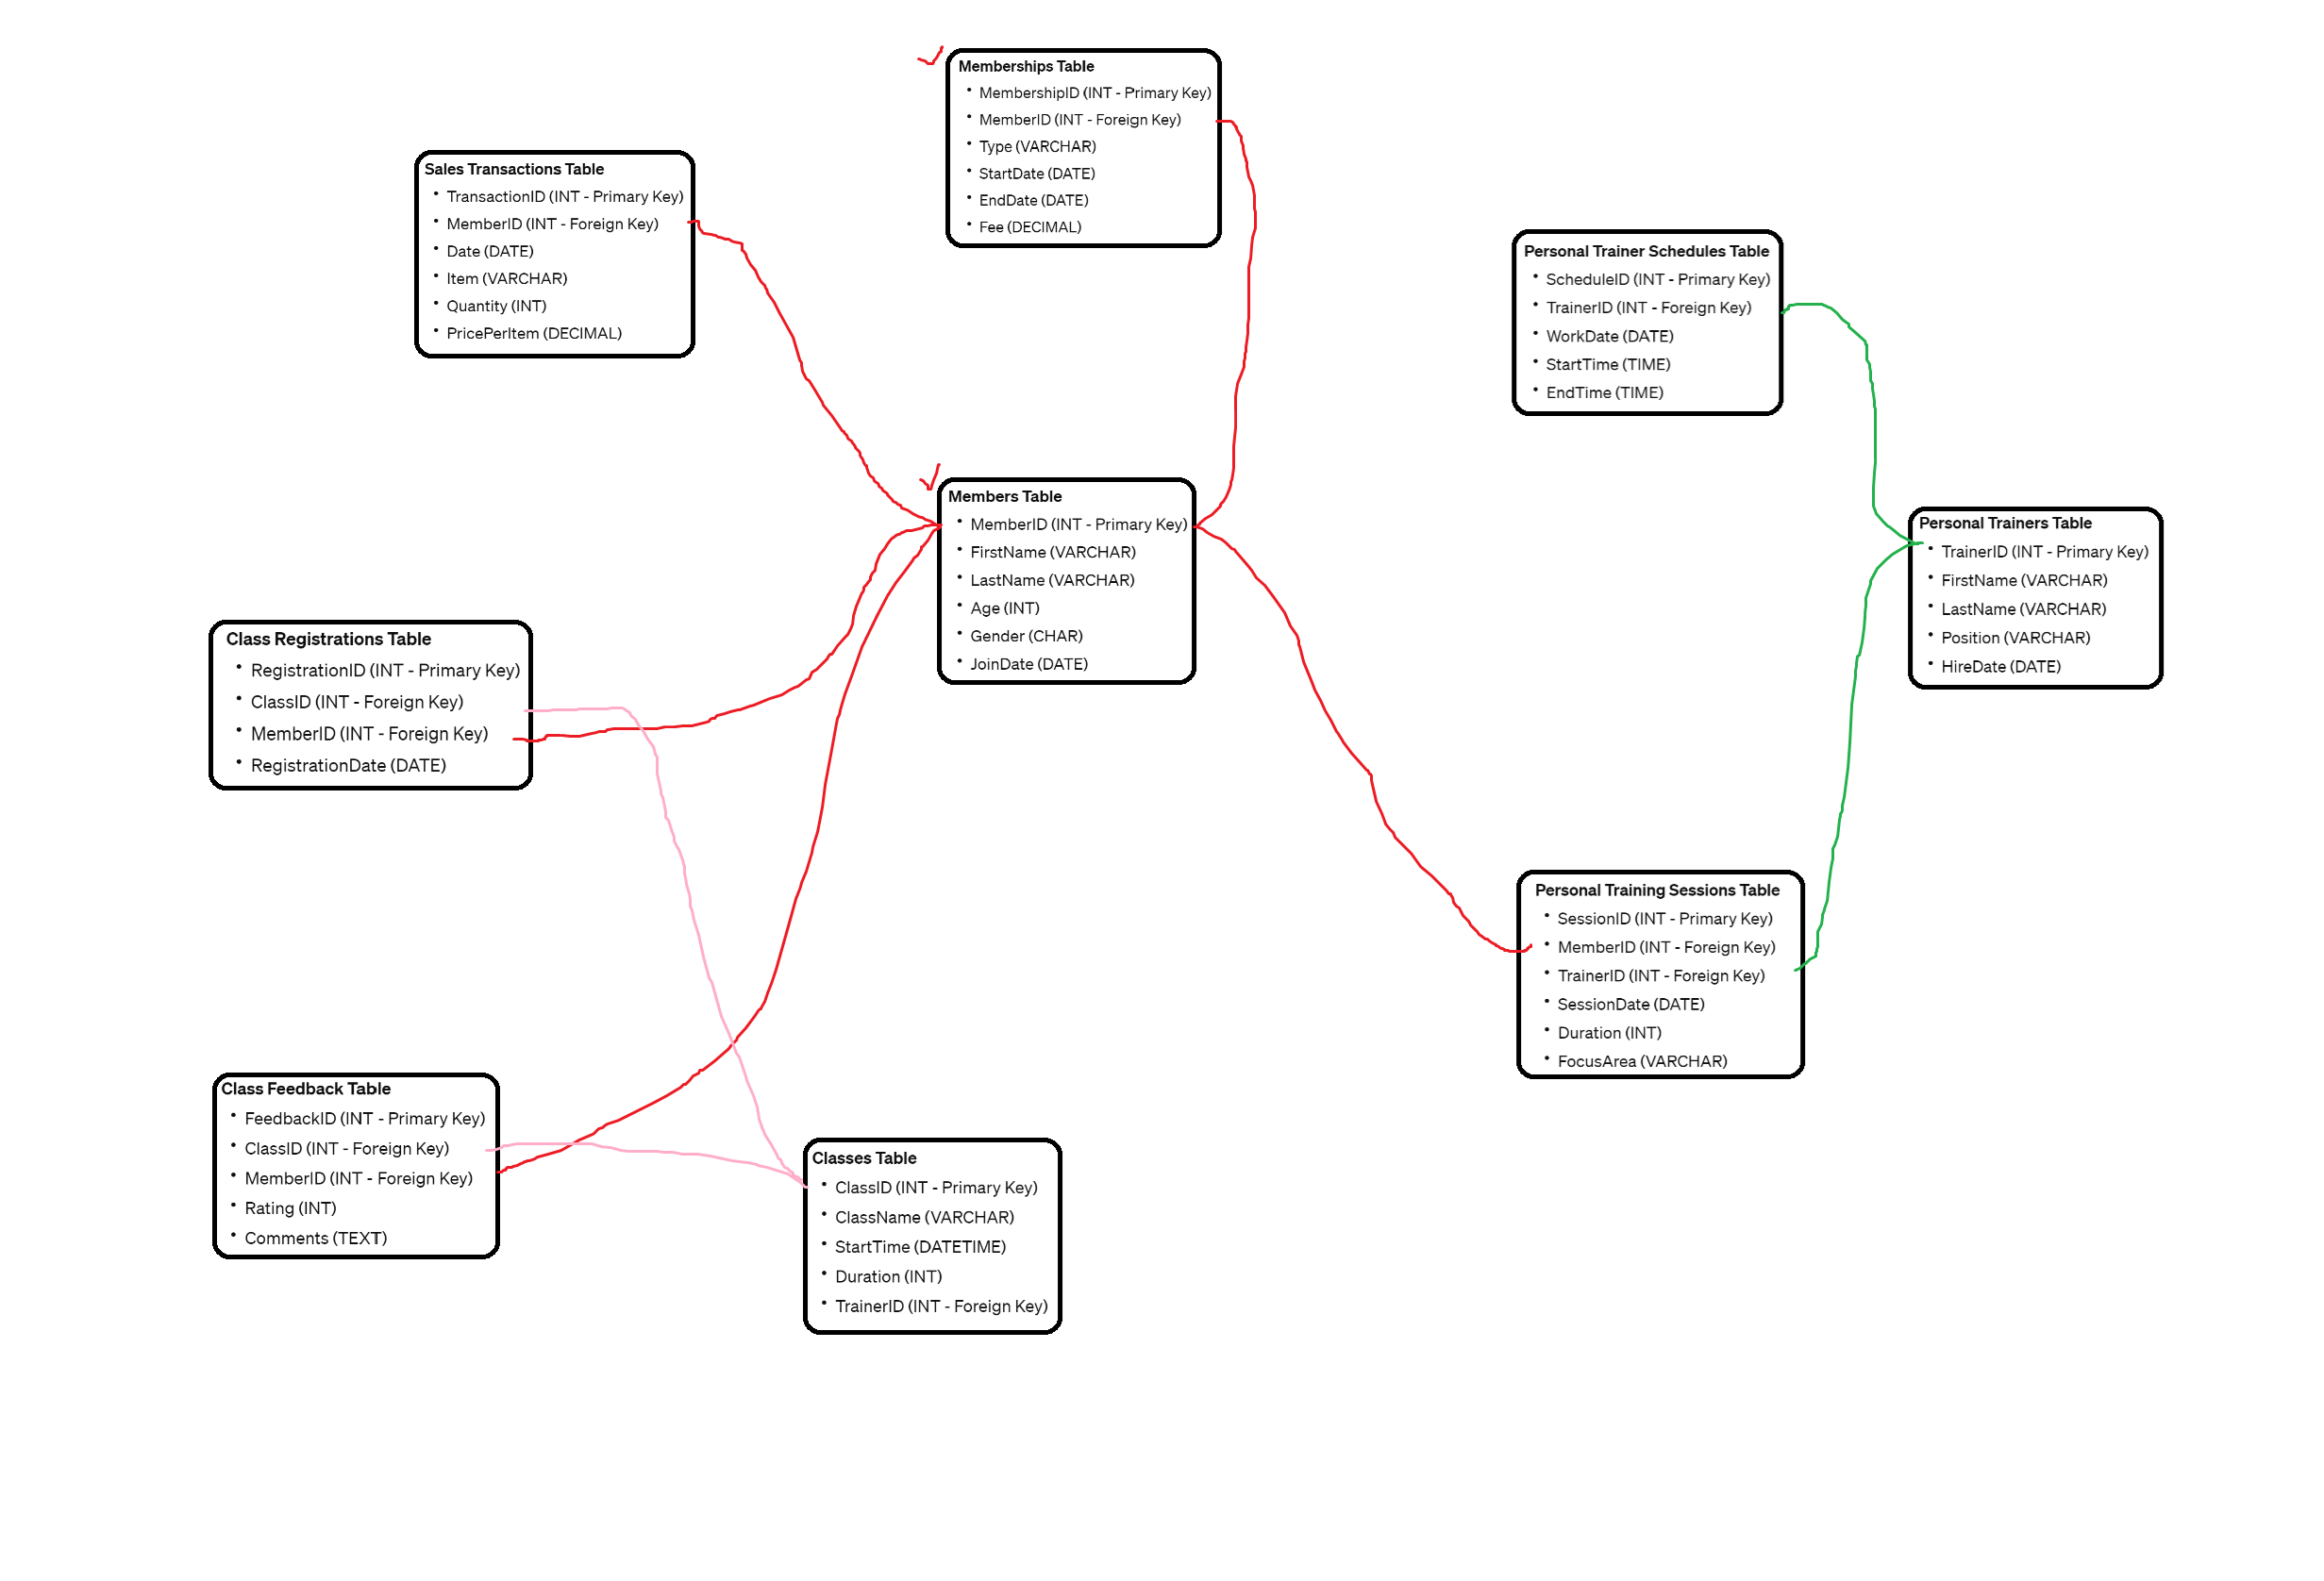 Memberships Table
MembershipID (INT - Primary Key)
MemberID (INT - Foreign Key)
Type (VARCHAR)
StartDate (DATE)
EndDate (DATE)
Fee (DECIMAL)
Sales Transactions Table
TransactionID (INT - Primary Key)
MemberID (INT - Foreign Key)
Date (DATE)
Item (VARCHAR)
Quantity (INT)
PricePerItem (DECIMAL)
Personal Trainer Schedules Table
ScheduleID (INT - Primary Key)
TrainerID (INT - Foreign Key)
WorkDate (DATE)
StartTime (TIME)
EndTime (TIME)
Members Table
MemberID (INT - Primary Key)
FirstName (VARCHAR)
LastName (VARCHAR)
Age (INT)
Gender (CHAR)
JoinDate (DATE)
Personal Trainers Table
TrainerID (INT - Primary Key)
FirstName (VARCHAR)
LastName (VARCHAR)
Position (VARCHAR)
HireDate (DATE)
Class Registrations Table
RegistrationID (INT - Primary Key)
ClassID (INT - Foreign Key)
MemberID (INT - Foreign Key)
RegistrationDate (DATE)
Personal Training Sessions Table
SessionID (INT - Primary Key)
MemberID (INT - Foreign Key)
TrainerID (INT - Foreign Key)
SessionDate (DATE)
Duration (INT)
FocusArea (VARCHAR)
Class Feedback Table
FeedbackID (INT - Primary Key)
ClassID (INT - Foreign Key)
MemberID (INT - Foreign Key)
Rating (INT)
Comments (TEXT)
Classes Table
ClassID (INT - Primary Key)
ClassName (VARCHAR)
StartTime (DATETIME)
Duration (INT)
TrainerID (INT - Foreign Key)